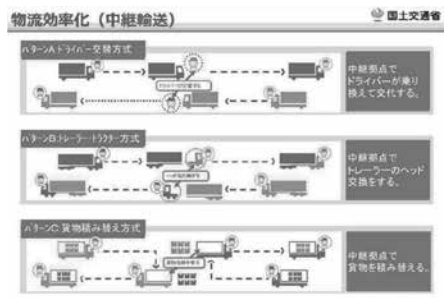 物流効率化（中継輸送）
国土交通省
パターンA ドライバー交替方式
中継拠点で
ドライバーが乗り
換えて交代する。
パターンB トレーラー・トラクター方式
中継拠点で
トレーラーのヘッド
交換をする。
パターンC 貨物積み替え方式
中継拠点で
貨物を積み替える。